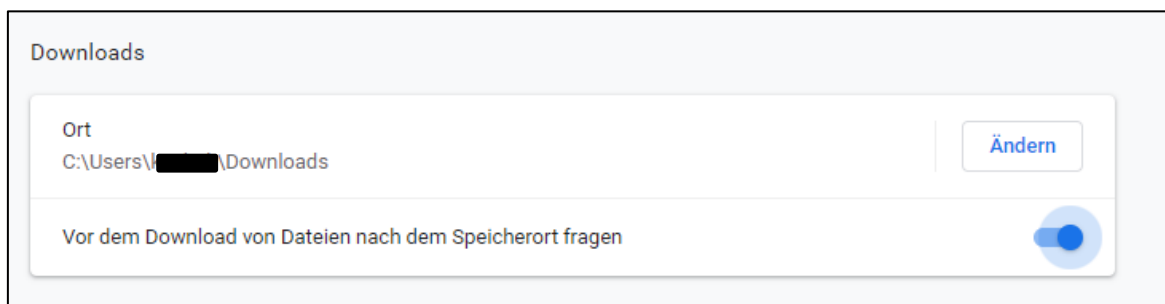 Downloads
Ort
C:\Users\ \Downloads
Ändern
Vor dem Download von Dateien nach dem Speicherort fragen